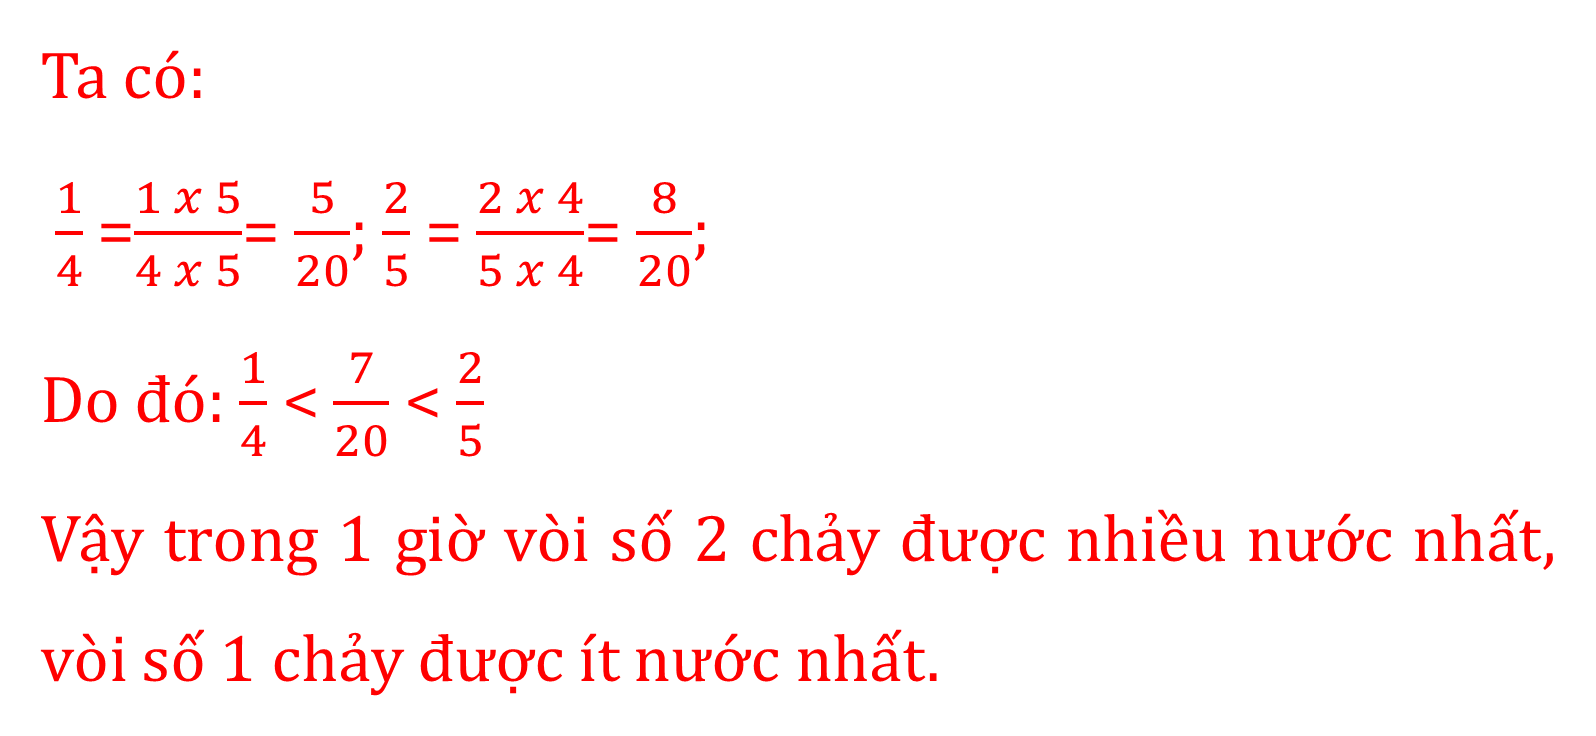 Ta có:
1/4 = 1 x 5/4 x 5 = 5/20; 2/5 = 2 x 4/5 x 4 = 8/20;
Do đó: 1/4 < 7/20 < 2/5
Vậy trong 1 giờ vòi số 2 chảy được nhiều nước nhất,
vòi số 1 chảy được ít nước nhất.